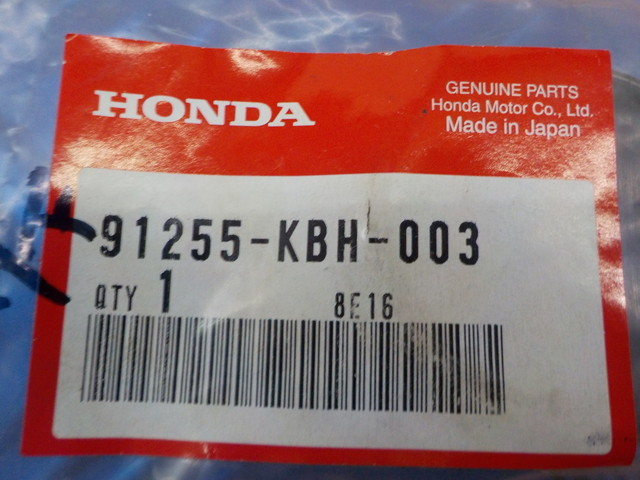 HONDA
GENUINE PARTS
Honda Motor Co., Ltd.
Made in Japan
91255-KBH-003
QTY 1 8E16